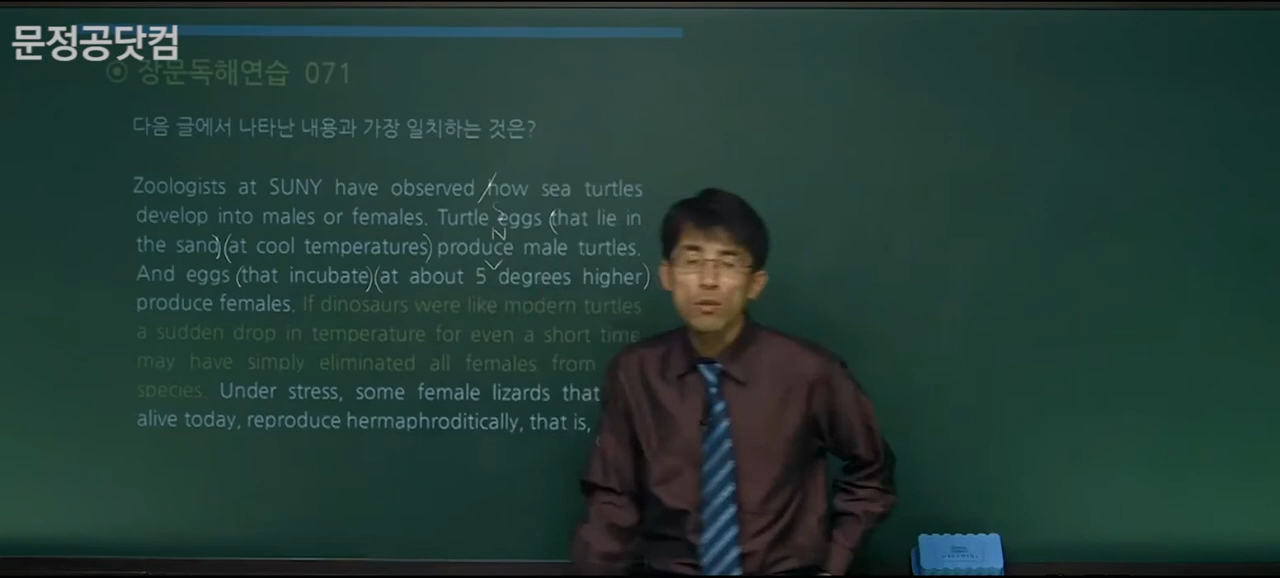 문정공닷컴
장문독해연습 071
다음 글에서 나타난 내용과 가장 일치하는 것은?
Zoologists at SUNY have observed how sea turtles
develop into males or females. Turtle eggs that lie in
the sand at cool temperatures produce male turtles.
And eggs that incubate at about 5 degrees higher
produce females. If dinosaurs were like modern turtles
a sudden drop in temperature for even a short time
may have simply eliminated all females from
species. Under stress, some female lizards that
alive today, reproduce hermaphroditically, that is,